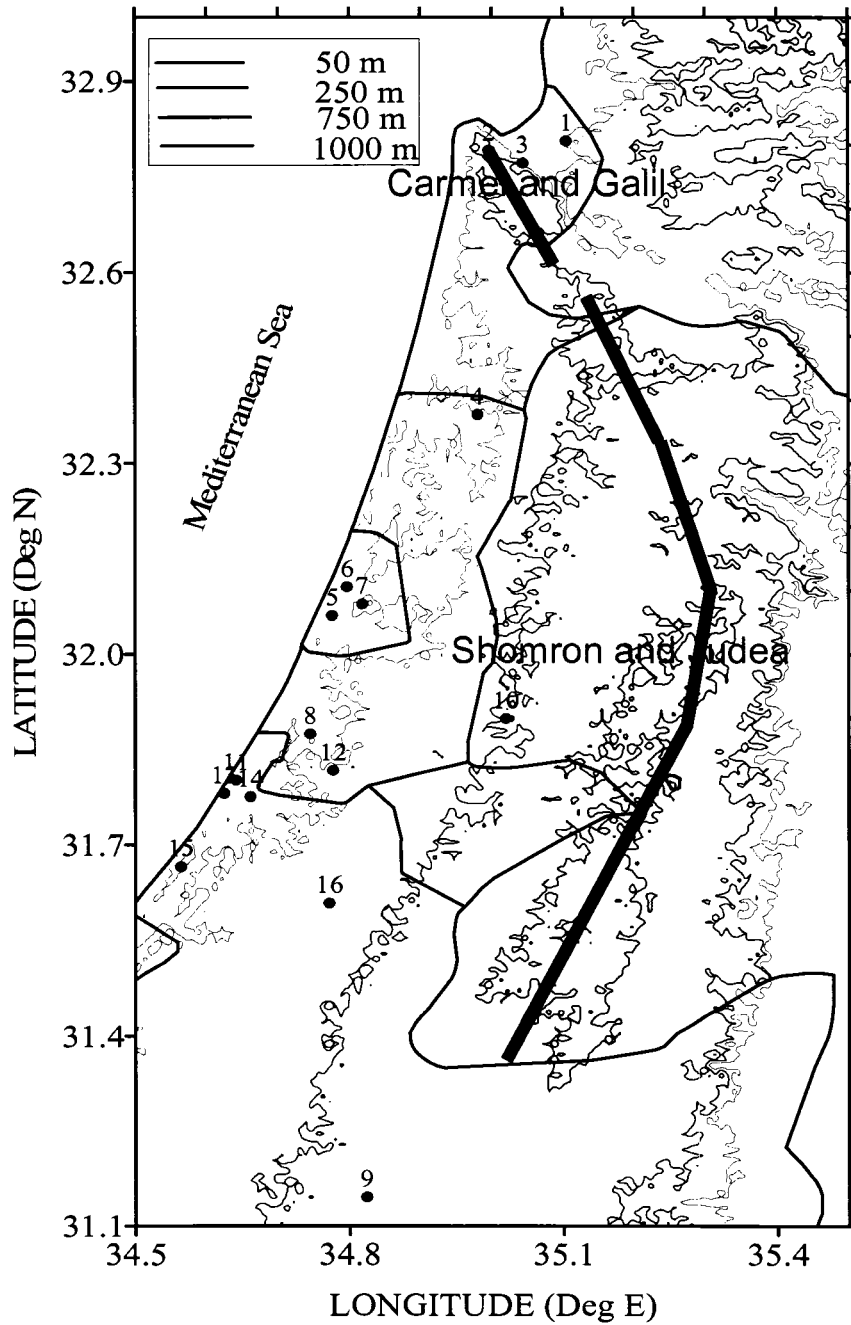 50 m
250 m
750 m
1000 m
32.9
32.6
32.3
32.0
31.7
31.4
31.1
LATITUDE (Deg N)
Mediterranean Sea
1
3
Carmel and Galil
4
6
5 7
Shomron and Judea
10
8
12
11
14
15
16
9
34.5 34.8 35.1 35.4
LONGITUDE (Deg E)